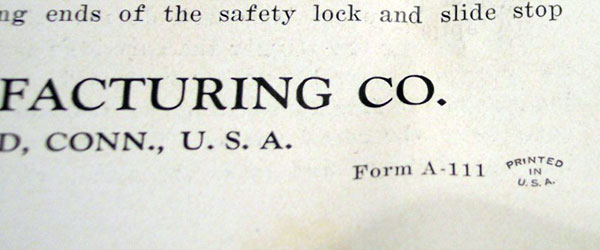 ng ends of the safety lock and slide stop
FACTURING CO.
D, CONN., U. S. A.
Form A-111
PRINTED
IN
U. S. A.